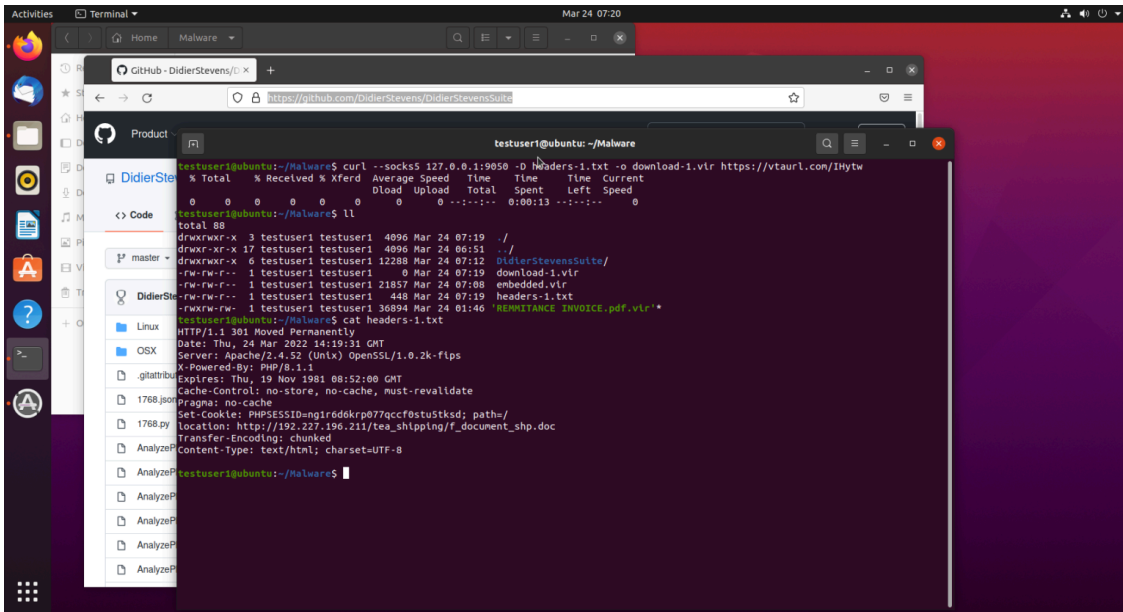 Activities Terminal Mar 24 07:20
Home Malware
GitHub - DidierStevens/D
https://github.com/DidierStevens/DidierStevensSuite
Product
testuser1@ubuntu: ~/Malware
testuser1@ubuntu:~/Malware$ curl --socks5 127.0.0.1:9050 -D headers-1.txt -o download-1.vir https://vtaurl.com/IHytw
% Total % Received % Xferd Average Speed Time Time Time Current
Dload Upload Total Spent Left Speed
0 0 0 0 0 0 0 0 --:--:-- 0:00:13 --:--:-- 0
testuser1@ubuntu:~/Malware$ ll
total 88
drwxrwxr-x 3 testuser1 testuser1 4096 Mar 24 07:19 ./
drwxr-xr-x 17 testuser1 testuser1 4096 Mar 24 06:51 ../
drwxrwxr-x 6 testuser1 testuser1 12288 Mar 24 07:12 DidierStevensSuite/
-rw-rw-r-- 1 testuser1 testuser1 0 Mar 24 07:19 download-1.vir
-rw-rw-r-- 1 testuser1 testuser1 21857 Mar 24 07:08 embedded.vir
-rw-rw-r-- 1 testuser1 testuser1 448 Mar 24 07:19 headers-1.txt
-rwxrw-rw- 1 testuser1 testuser1 36894 Mar 24 01:46 'REMMITANCE INVOICE.pdf.vir'*
testuser1@ubuntu:~/Malware$ cat headers-1.txt
HTTP/1.1 301 Moved Permanently
Date: Thu, 24 Mar 2022 14:19:31 GMT
Server: Apache/2.4.52 (Unix) OpenSSL/1.0.2k-fips
X-Powered-By: PHP/8.1.1
Expires: Thu, 19 Nov 1981 08:52:00 GMT
Cache-Control: no-store, no-cache, must-revalidate
Pragma: no-cache
Set-Cookie: PHPSESSID=ng1r6d6krp077qccf0stu5tksd; path=/
location: http://192.227.196.211/tea_shipping/f_document_shp.doc
Transfer-Encoding: chunked
Content-Type: text/html; charset=UTF-8
testuser1@ubuntu:~/Malware$
DidierSte
Code
master
DidierSte
Linux
OSX
.gitattribu
1768.json
1768.py
AnalyzeP
AnalyzeP
AnalyzeP
AnalyzeP
AnalyzeP
AnalyzeP